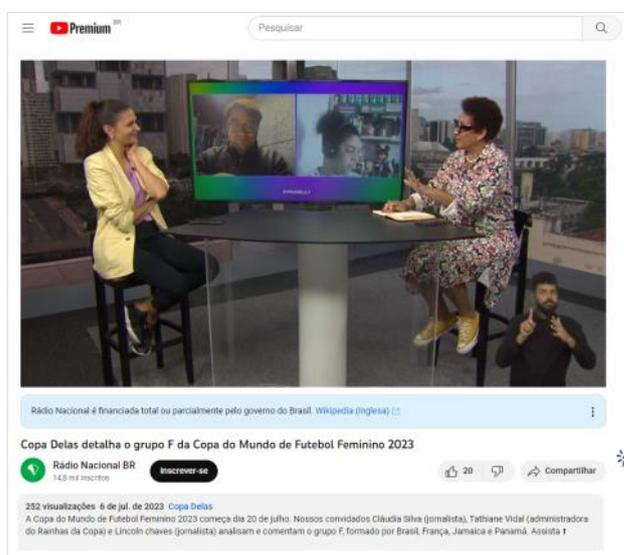 Premium BR
Pesquisar
Rádio Nacional é financiada total ou parcialmente pelo governo do Brasil. Wikipedia (Inglesa)
Copa Delas detalha o grupo F da Copa do Mundo de Futebol Feminino 2023
Rádio Nacional BR
14,8 mil inscritos
Inscrever-se
20
Compartilhar
252 visualizações 6 de jul. de 2023 Copa Delas
A Copa do Mundo de Futebol Feminino 2023 começa dia 20 de julho. Nossos convidados Cláudia Silva (jornalista), Tathiane Vidal (administradora
do Rainhas da Copa) e Lincoln chaves (jornalista) analisam e comentam o grupo F, formado por Brasil, França, Jamaica e Panamá. Assista